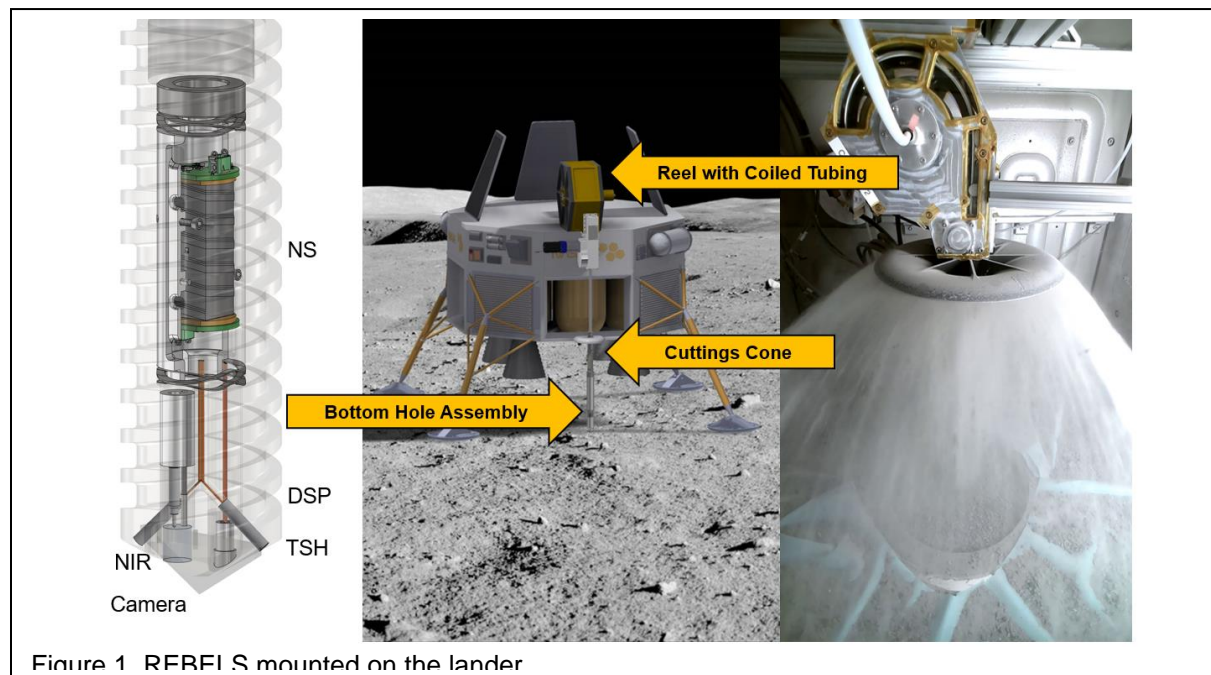 NS
Reel with Coiled Tubing
Cuttings Cone
Bottom Hole Assembly
DSP
TSH
NIR
Camera
Figure 1. REBELS mounted on the lander